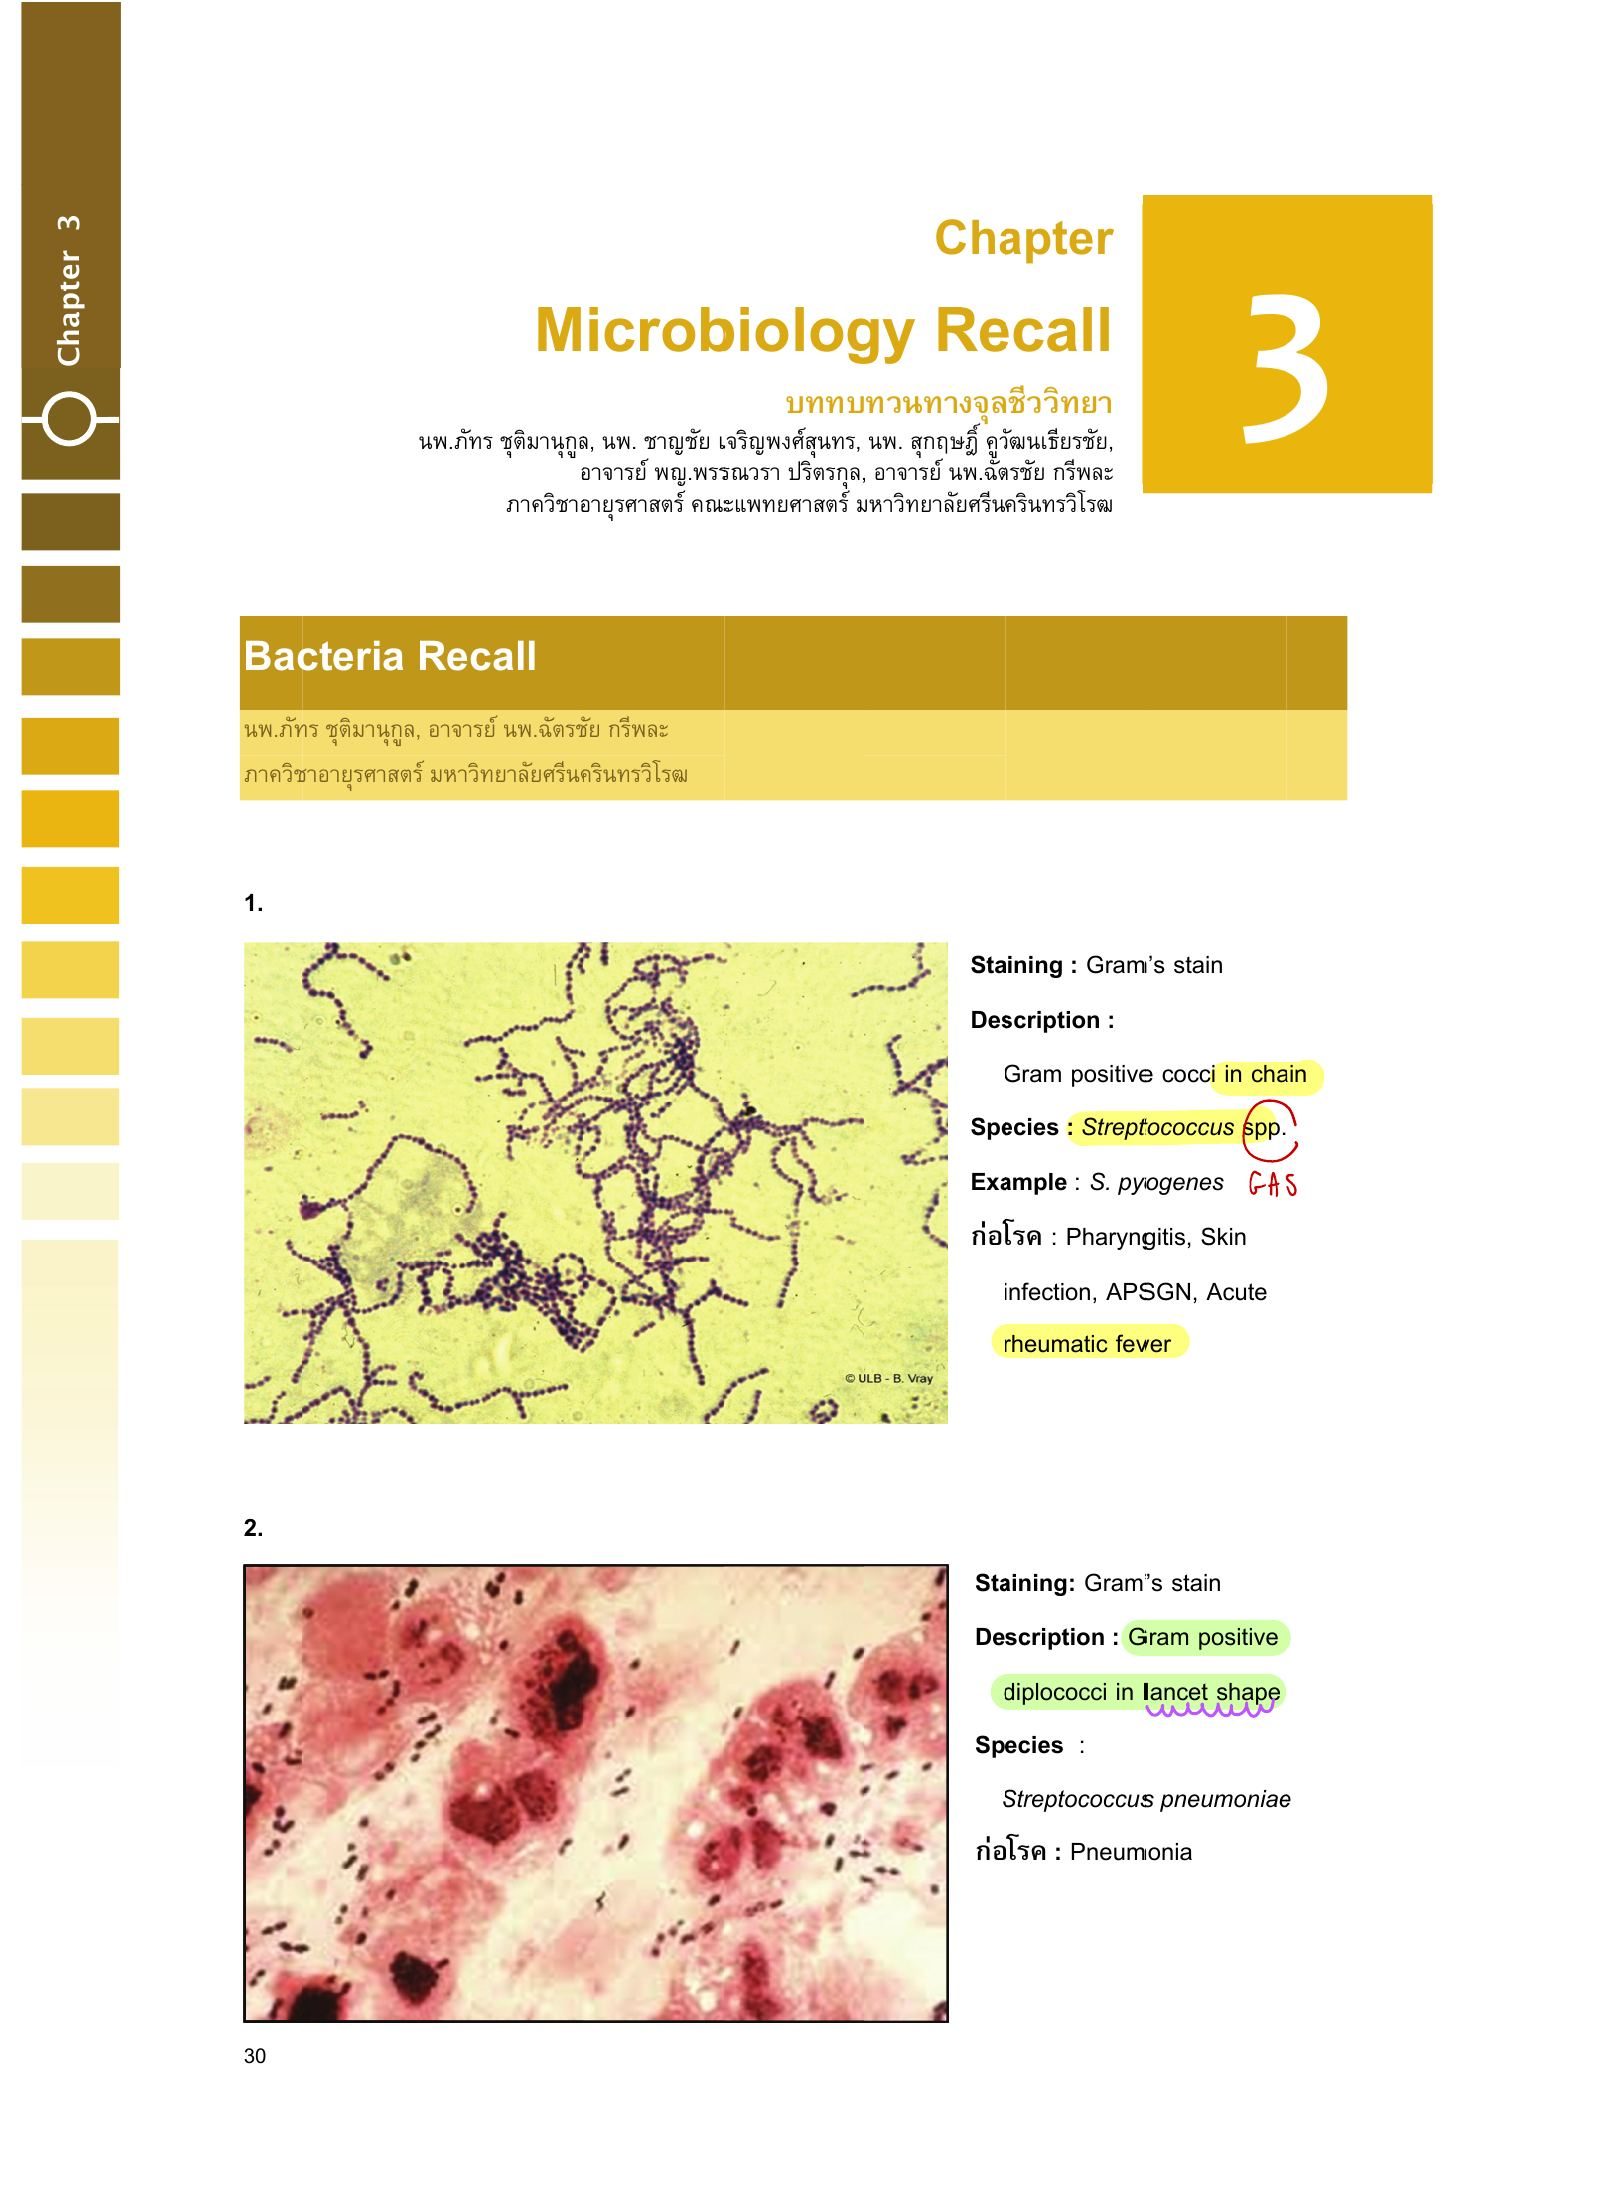 Chapter 3
Chapter
3
Microbiology Recall
บททบทวนทางจุลชีววิทยา
นพ.ภัทร ชุติมานุกูล, นพ. ชาญชัย เจริญพงศ์สุนทร, นพ. สุกฤษฎิ์ คูวัฒนเธียรชัย,
อาจารย์ พญ.พรรณวรา ปริตรกุล, อาจารย์ นพ.ฉัตรชัย กรีพละ
ภาควิชาอายุรศาสตร์ คณะแพทยศาสตร์ มหาวิทยาลัยศรีนครินทรวิโรฒ
Bacteria Recall
นพ.ภัทร ชุติมานุกูล, อาจารย์ นพ.ฉัตรชัย กรีพละ
ภาควิชาอายุรศาสตร์ มหาวิทยาลัยศรีนครินทรวิโรฒ
1.
Staining : Gram's stain
Description :
Gram positive cocci in chain
Species : Streptococcus spp.
Example : S. pyogenes GAS
ก่อโรค : Pharyngitis, Skin
infection, APSGN, Acute
rheumatic fever
© ULB - B. Vray
2.
Staining: Gram"s stain
Description : Gram positive
diplococci in lancet shape
Species :
Streptococcus pneumoniae
ก่อโรค : Pneumonia
30